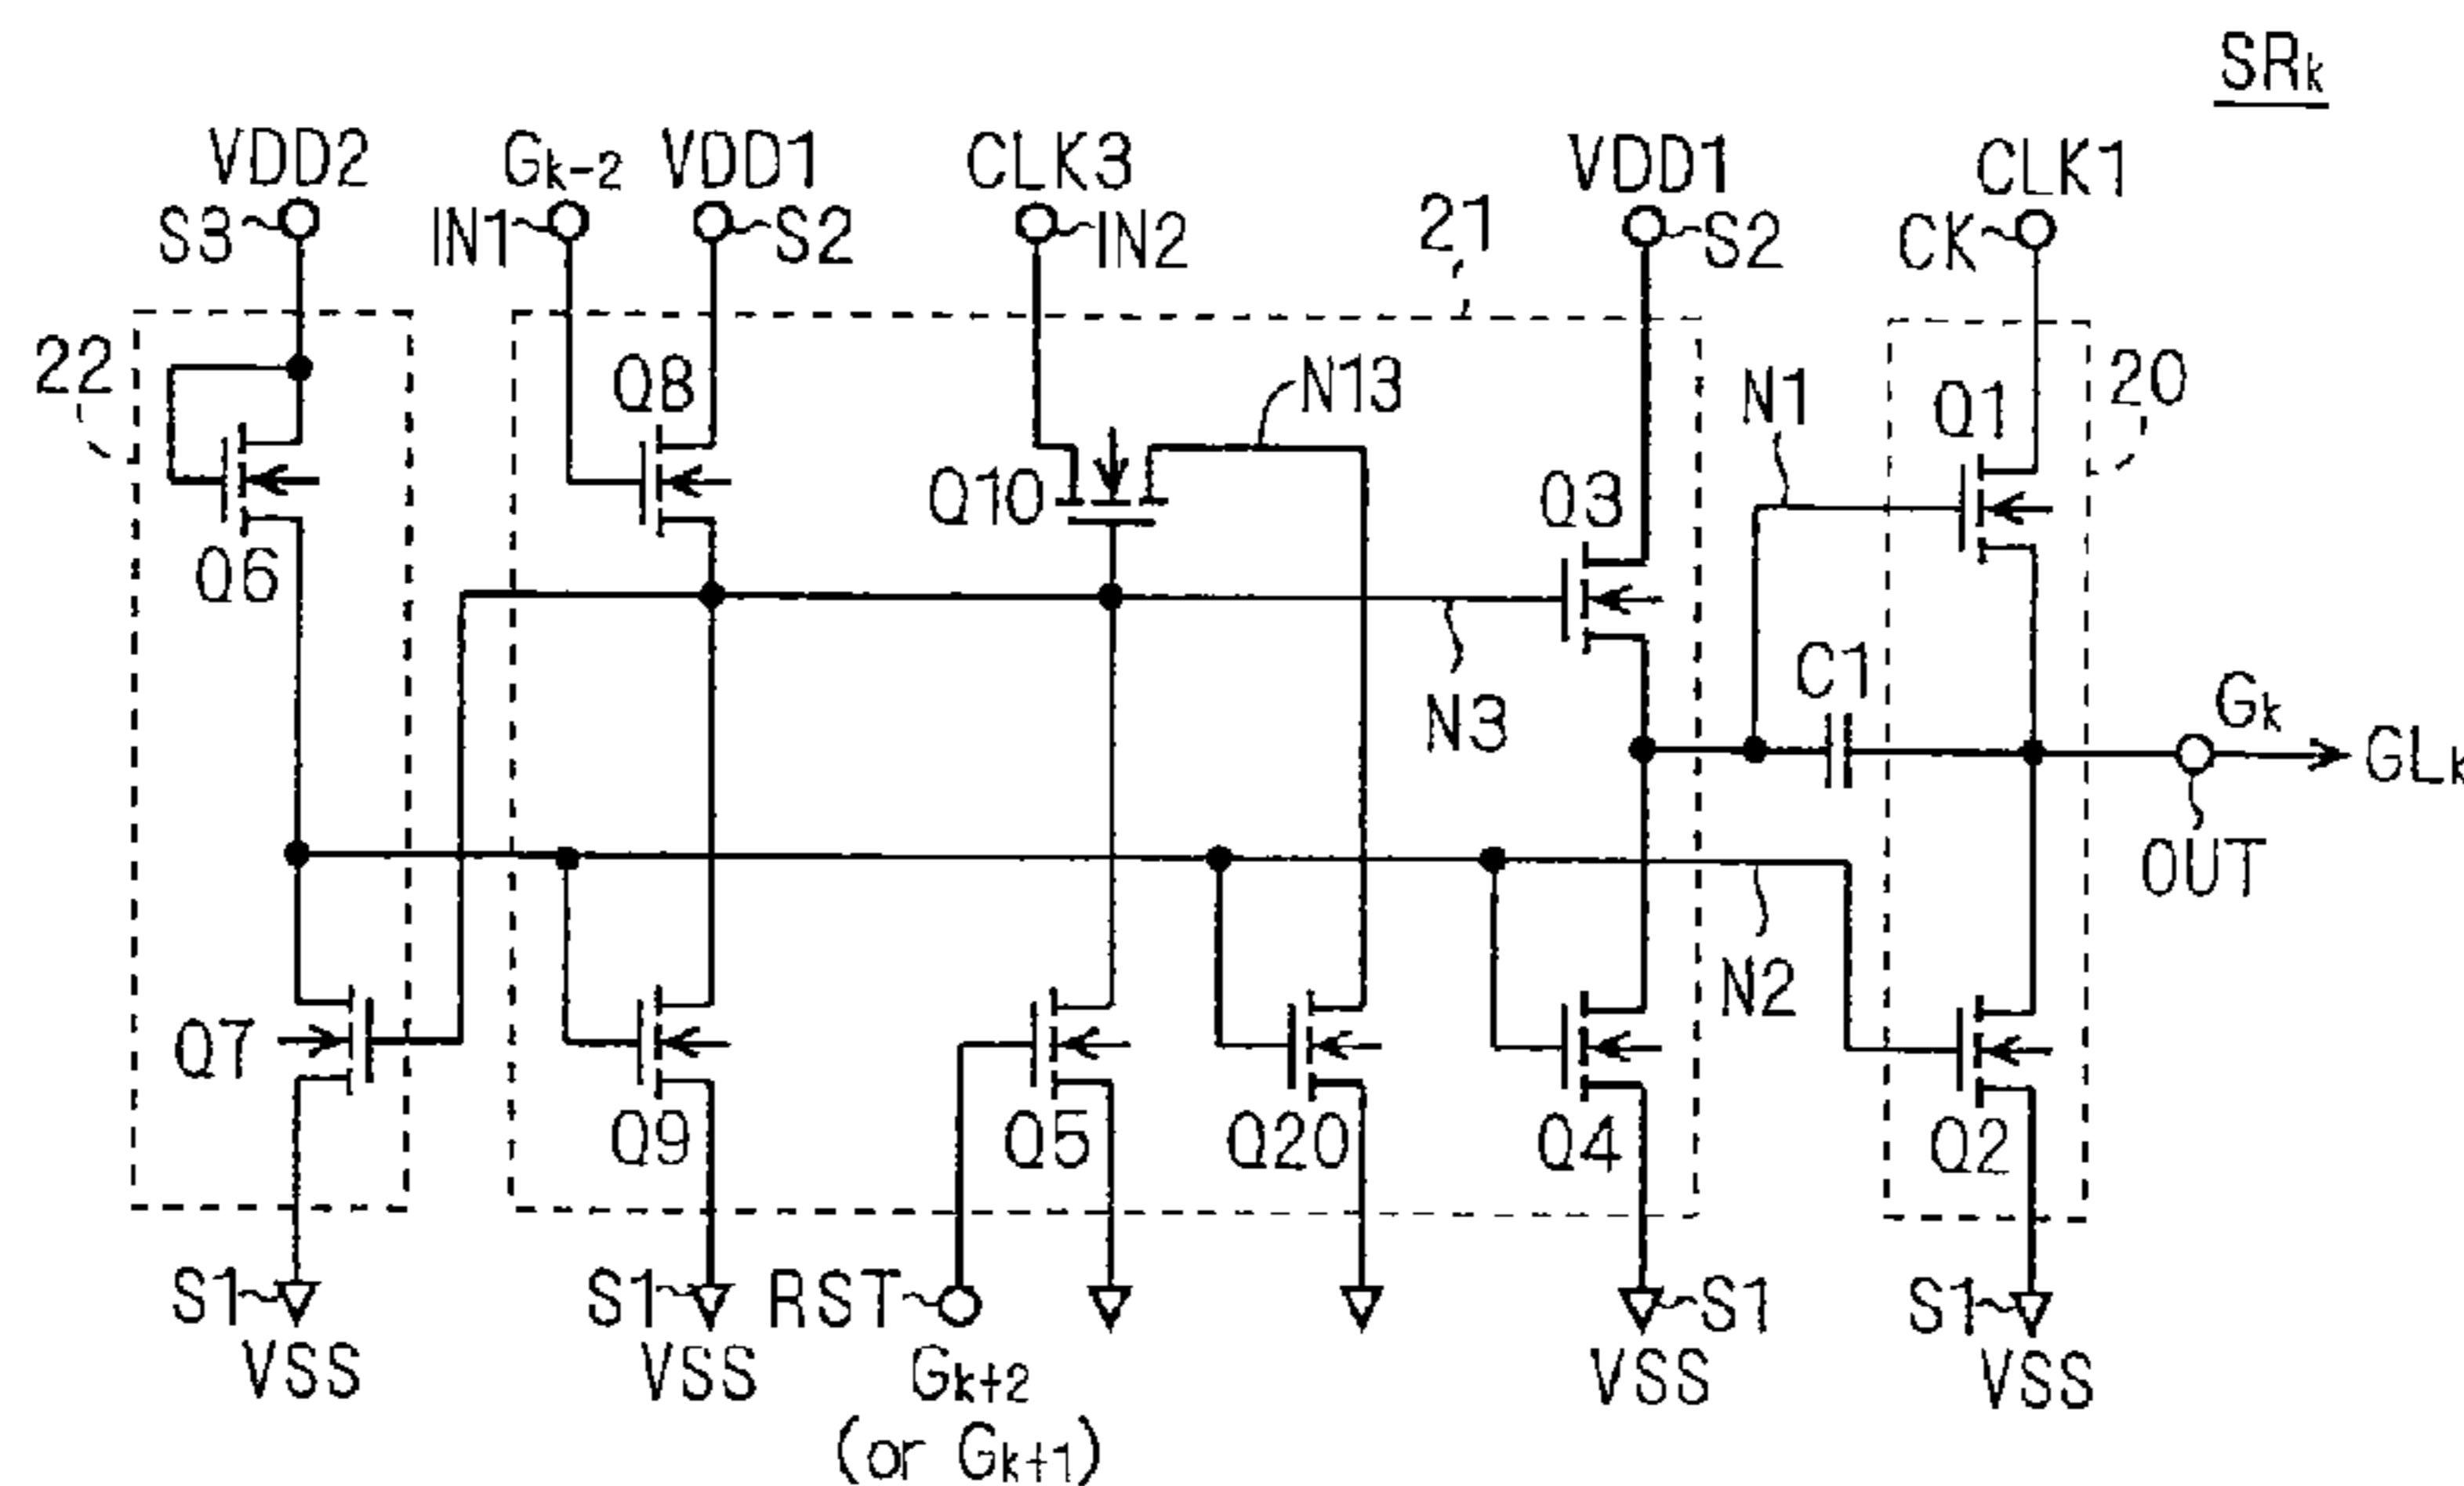 SRk
VDD2 Gk-2 VDD1 CLK3 VDD1 CLK1
S3 IN1 S2 IN2 21 S2 CK
22 Q8 N13 N1 Q1 20
Q10 Q3
Q6
C1 Gk
N3 GLk
OUT
N2
Q7
Q9 Q5 Q20 Q4 Q2
S1 S1 RST S1 S1
VSS VSS Gk+2 VSS VSS
(or Gk+1)